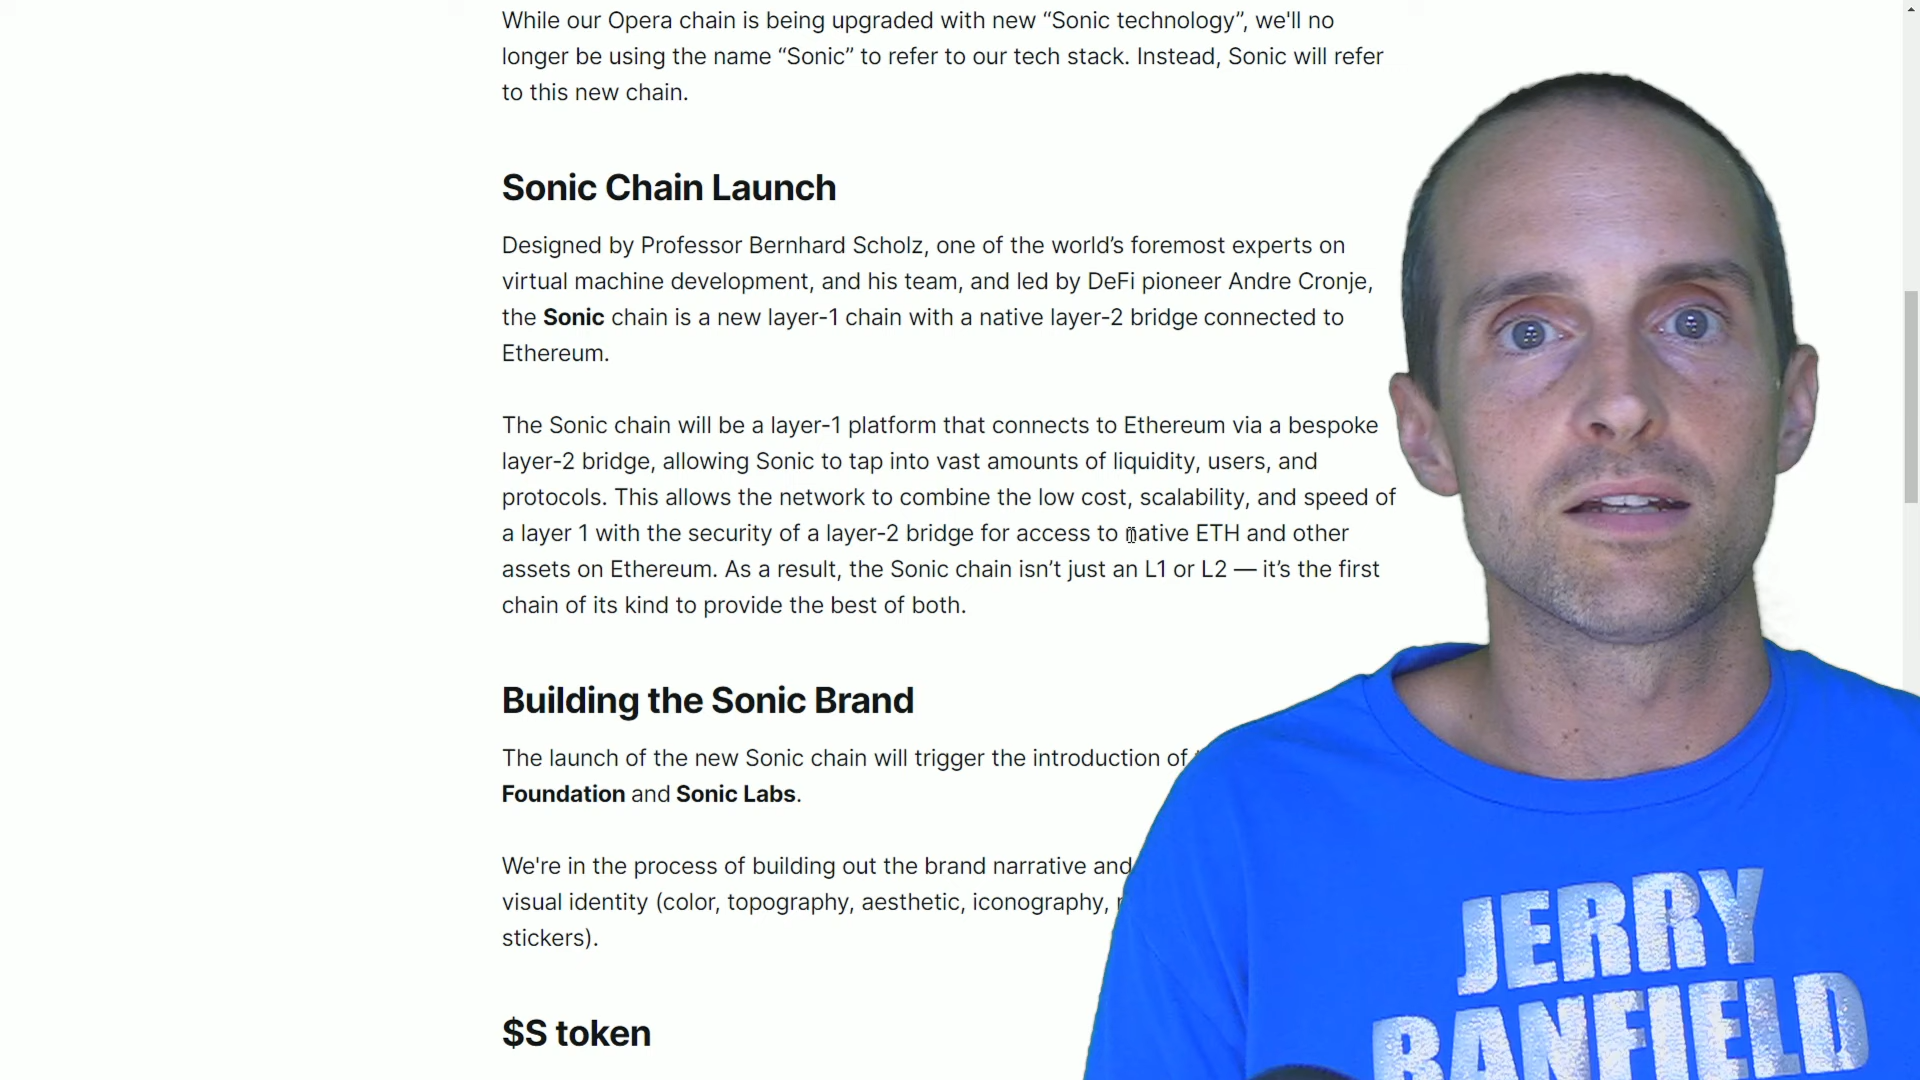 While our Opera chain is being upgraded with new “Sonic technology”, we'll no
longer be using the name “Sonic” to refer to our tech stack. Instead, Sonic will refer
to this new chain.
Sonic Chain Launch
Designed by Professor Bernhard Scholz, one of the world’s foremost experts on
virtual machine development, and his team, and led by DeFi pioneer Andre Cronje,
the Sonic chain is a new layer-1 chain with a native layer-2 bridge connected to
Ethereum.
The Sonic chain will be a layer-1 platform that connects to Ethereum via a bespoke
layer-2 bridge, allowing Sonic to tap into vast amounts of liquidity, users, and
protocols. This allows the network to combine the low cost, scalability, and speed of
a layer 1 with the security of a layer-2 bridge for access to native ETH and other
assets on Ethereum. As a result, the Sonic chain isn’t just an L1 or L2 — it’s the first
chain of its kind to provide the best of both.
Building the Sonic Brand
The launch of the new Sonic chain will trigger the introduction of
Foundation and Sonic Labs.
We're in the process of building out the brand narrative and
visual identity (color, topography, aesthetic, iconography,
stickers).
$S token
JERRY
BANFIELD